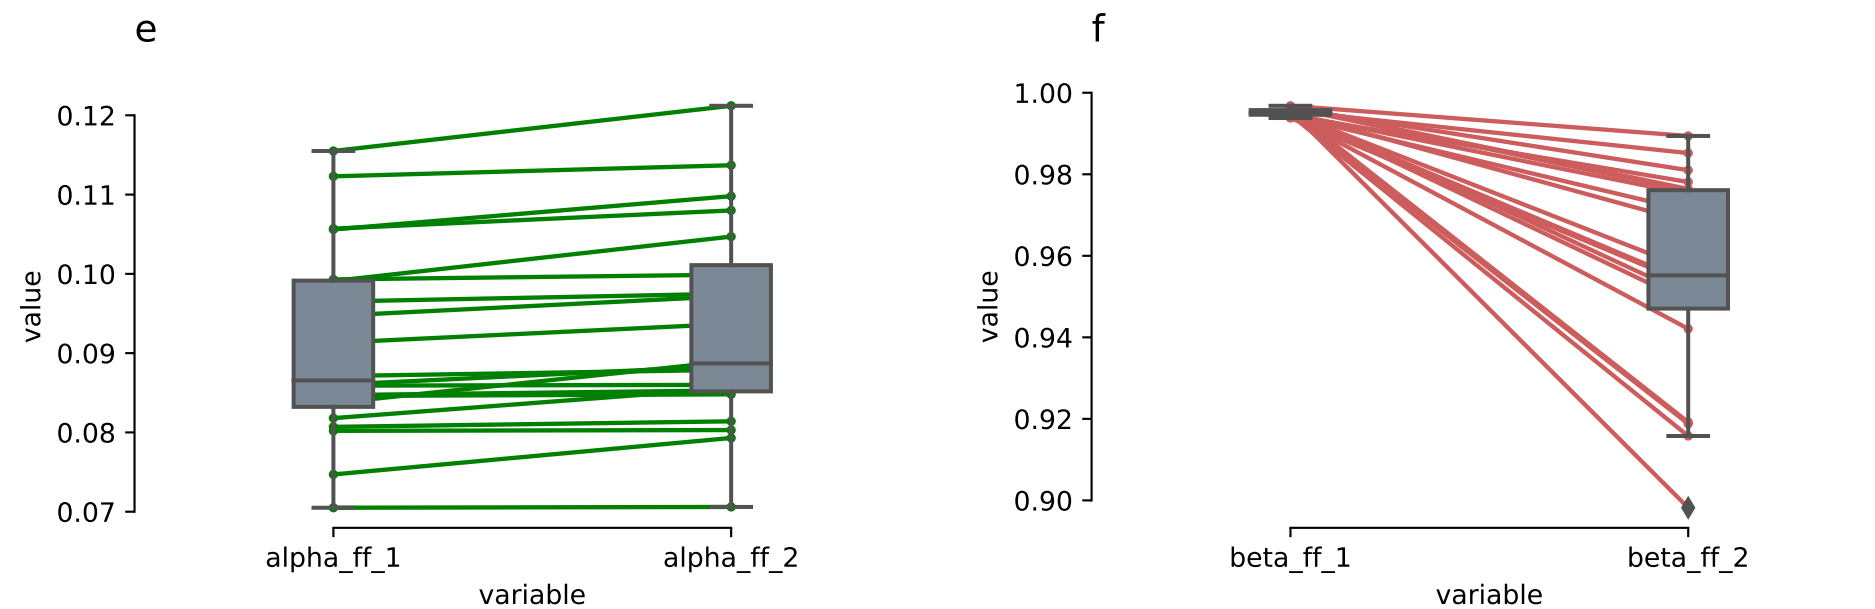 e
0.12
0.11
0.10
0.09
0.08
0.07
value
alpha_ff_1
alpha_ff_2
variable
f
1.00
0.98
0.96
0.94
0.92
0.90
value
beta_ff_1
beta_ff_2
variable